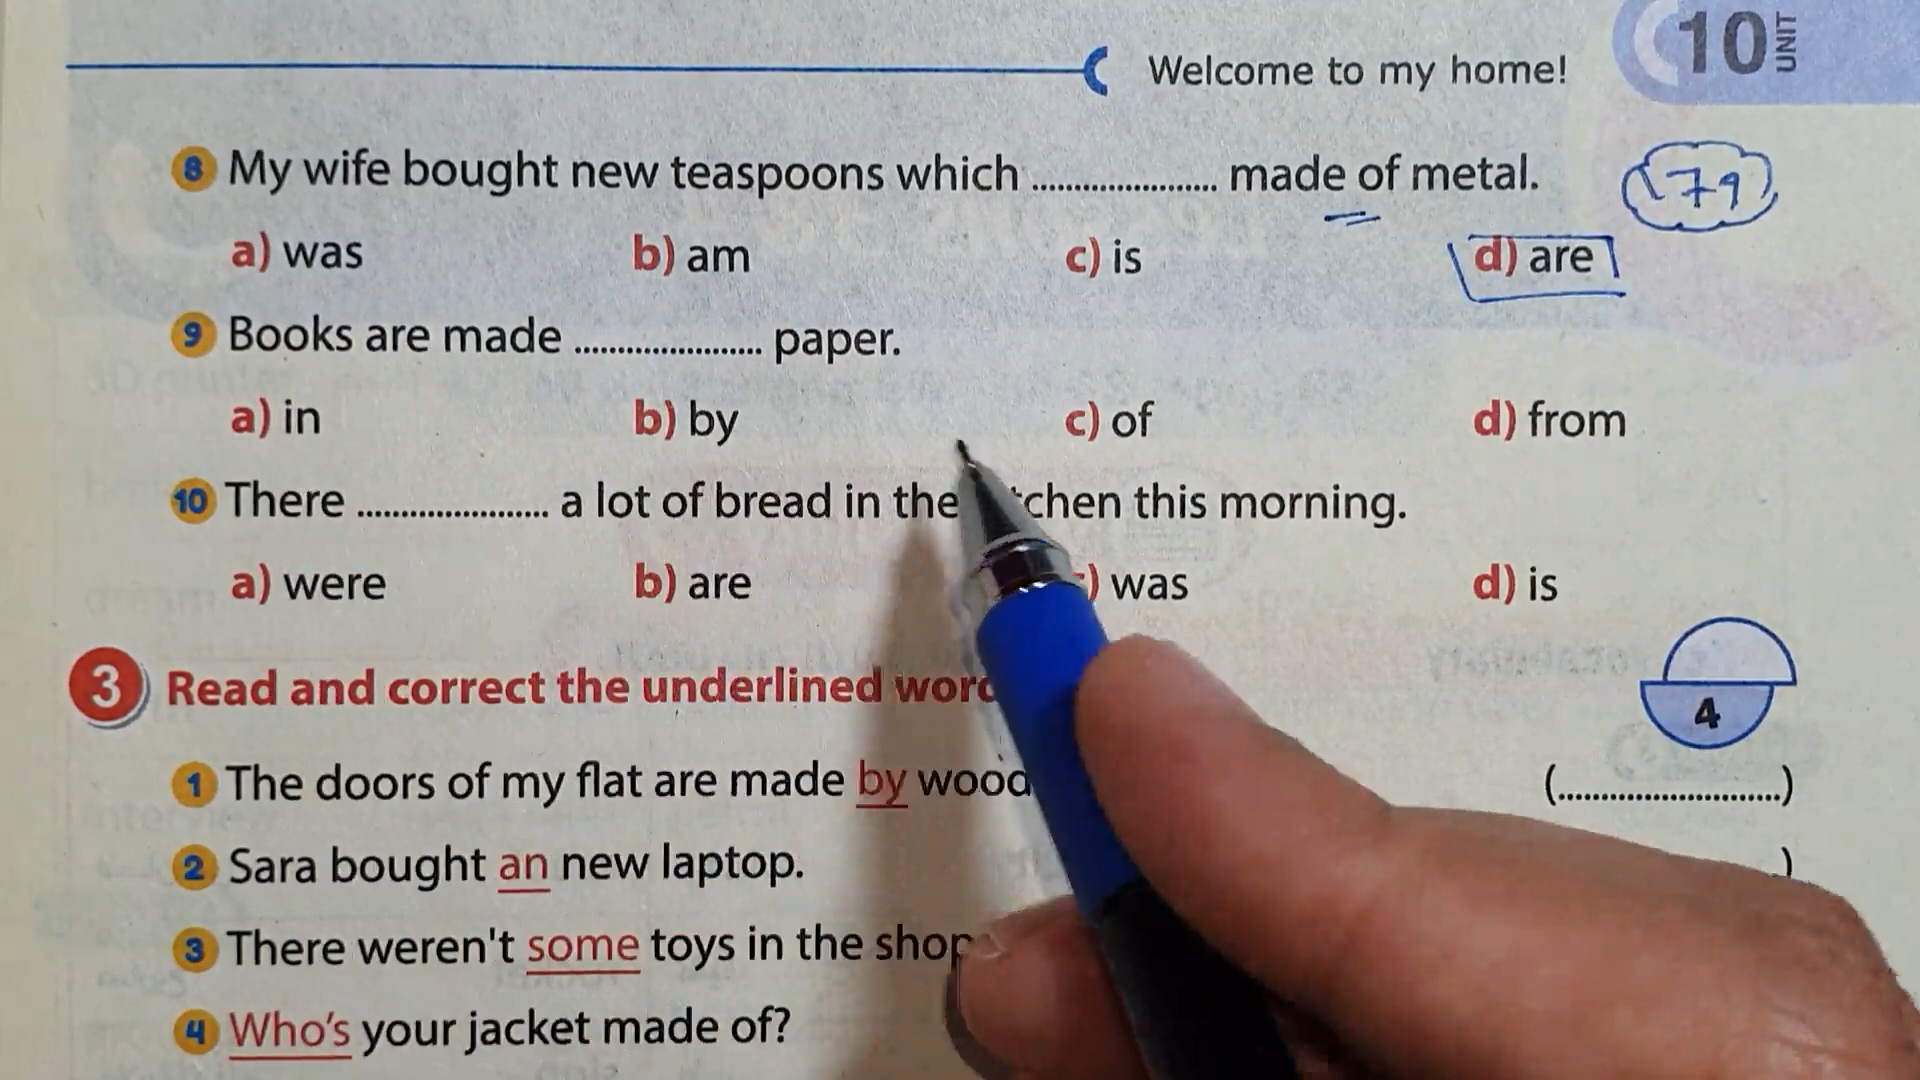 Welcome to my home!
10 UNIT
8 My wife bought new teaspoons which ...................... made of metal.
79
a) was b) am c) is d) are
9 Books are made ...................... paper.
a) in b) by c) of d) from
10 There ...................... a lot of bread in the chen this morning.
a) were b) are ) was d) is
3 Read and correct the underlined
4
1 The doors of my flat are made by wood (..........................)
2 Sara bought an new laptop. )
3 There weren't some toys in the shop
4 Who's your jacket made of?